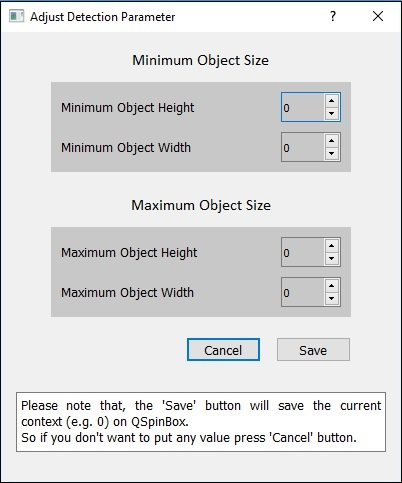 Adjust Detection Parameter
Minimum Object Size
Minimum Object Height 0
Minimum Object Width 0
Maximum Object Size
Maximum Object Height 0
Maximum Object Width 0
Cancel Save
Please note that, the 'Save' button will save the current
context (e.g. 0) on QSpinBox.
So if you don't want to put any value press 'Cancel' button.